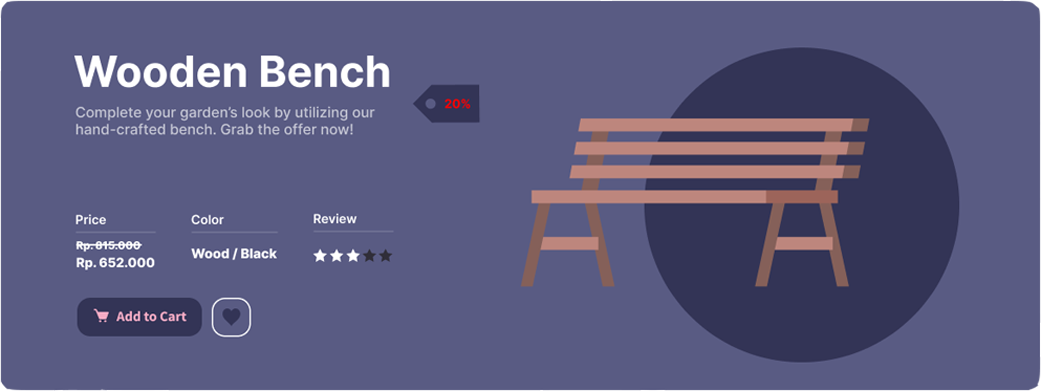 Wooden Bench
Complete your garden's look by utilizing our
hand-crafted bench. Grab the offer now!
20%
Price
Rp. 815.000
Rp. 652.000
Color
Wood / Black
Review
Add to Cart